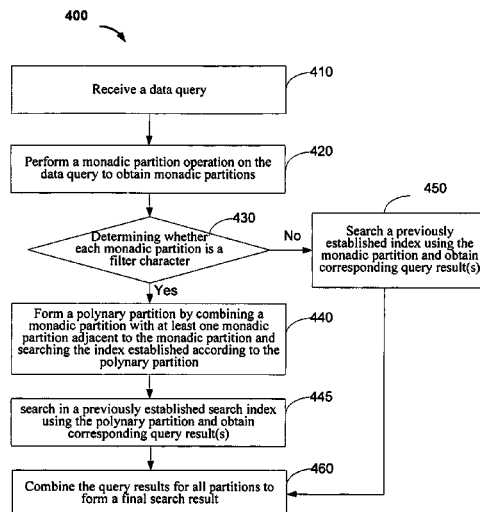 400
410
Receive a data query
420
Perform a monadic partition operation on the
data query to obtain monadic partitions
430
Determining whether
each monadic partition is a
filter character
No
450
Search a previously
established index using the
monadic partition and obtain
corresponding query result(s)
Yes
440
Form a polynary partition by combining a
monadic partition with at least one monadic
partition adjacent to the monadic partition and
searching the index established according to the
polynary partition
445
search in a previously established search index
using the polynary partition and obtain
corresponding query result(s)
460
Combine the query results for all partitions to
form a final search result